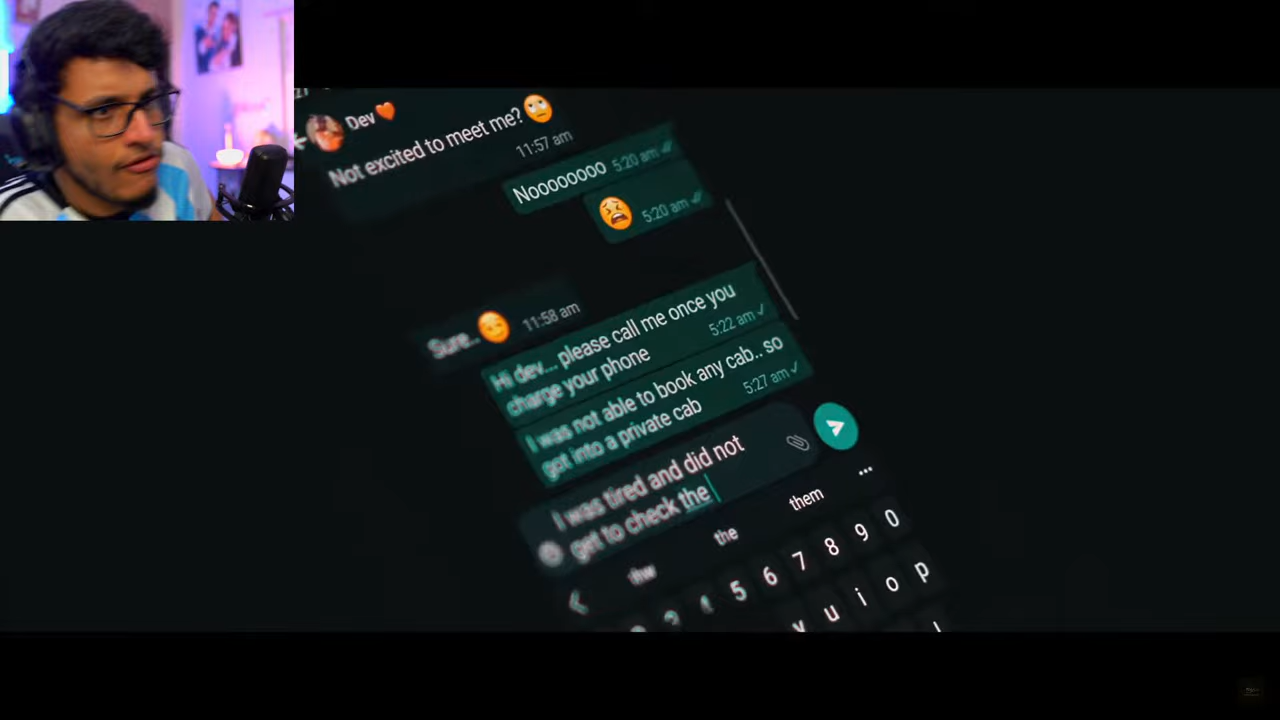 Dev🧡
Not excited to meet me?🙄
11:57 am
Noooooooo 5:20 am
😫 5:20 am
Sure..😉 11:58 am
Hi dev... please call me once you
charge your phone 5:22 am
I was not able to book any cab.. so
got into a private cab 5:27 am
I was tired and did not
get to check the
thw the them
5 6 7 8 9 0
y u i o p